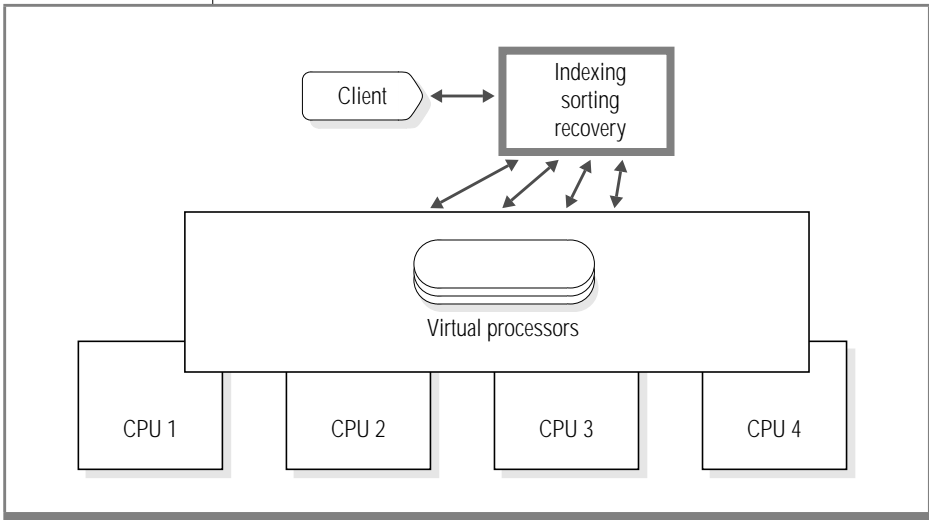 Client
Indexing
sorting
recovery
Virtual processors
CPU 1
CPU 2
CPU 3
CPU 4